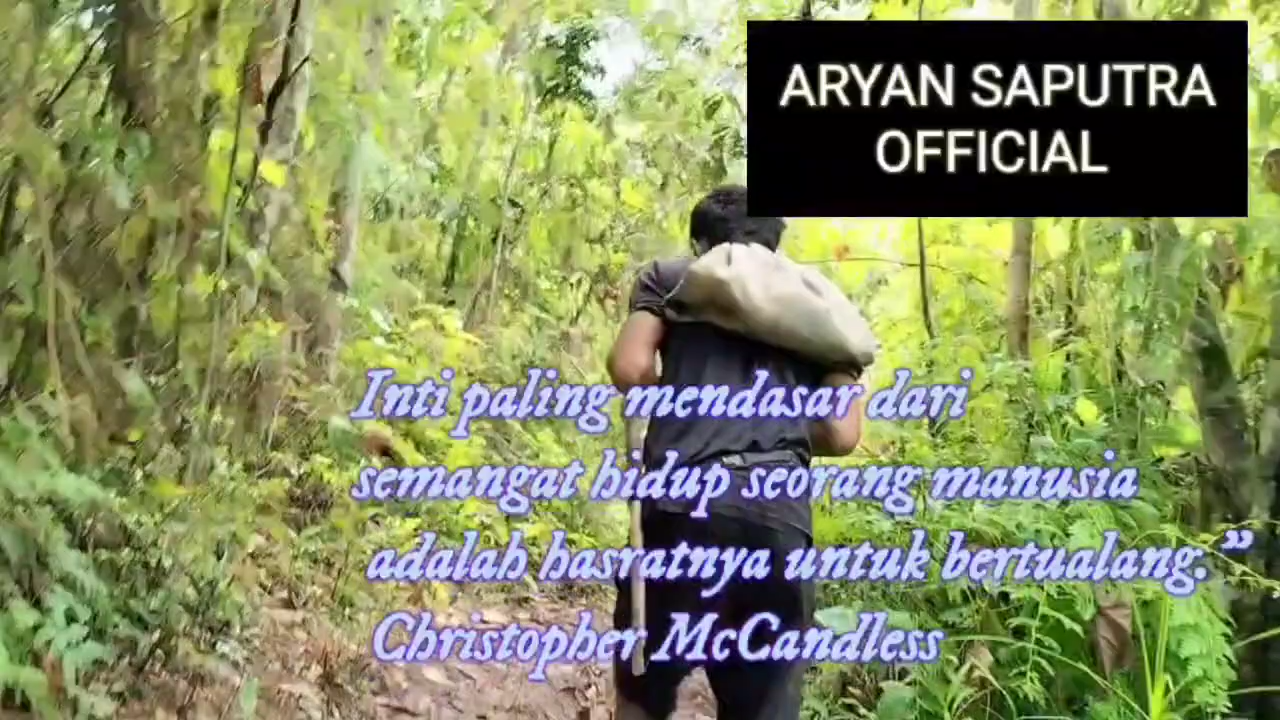 ARYAN SAPUTRA
OFFICIAL
Inti paling mendasar dari
semangat hidup seorang manusia
adalah hasratnya untuk bertualang.”
Christopher McCandless